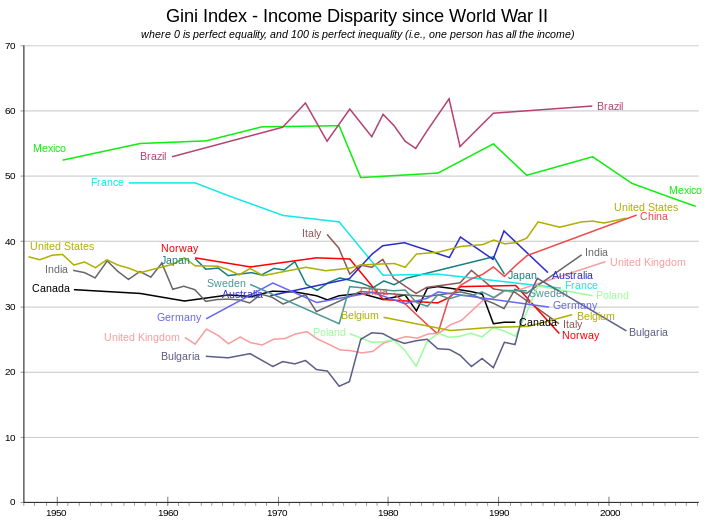 Gini Index - Income Disparity since World War II
where 0 is perfect equality, and 100 is perfect inequality (i.e., one person has all the income)
70
60
50
40
30
20
10
0
1950
1960
1970
1980
1990
2000
Brazil
Mexico
Brazil
France
Mexico
United States
China
Italy
United States
Norway
India
Japan
India
United Kingdom
Canada
Sweden
Australia
Japan
Australia
France
Sweden
Poland
China
Germany
Belgium
Germany
Belgium
Canada
Italy
United Kingdom
Poland
Norway
Bulgaria
Bulgaria